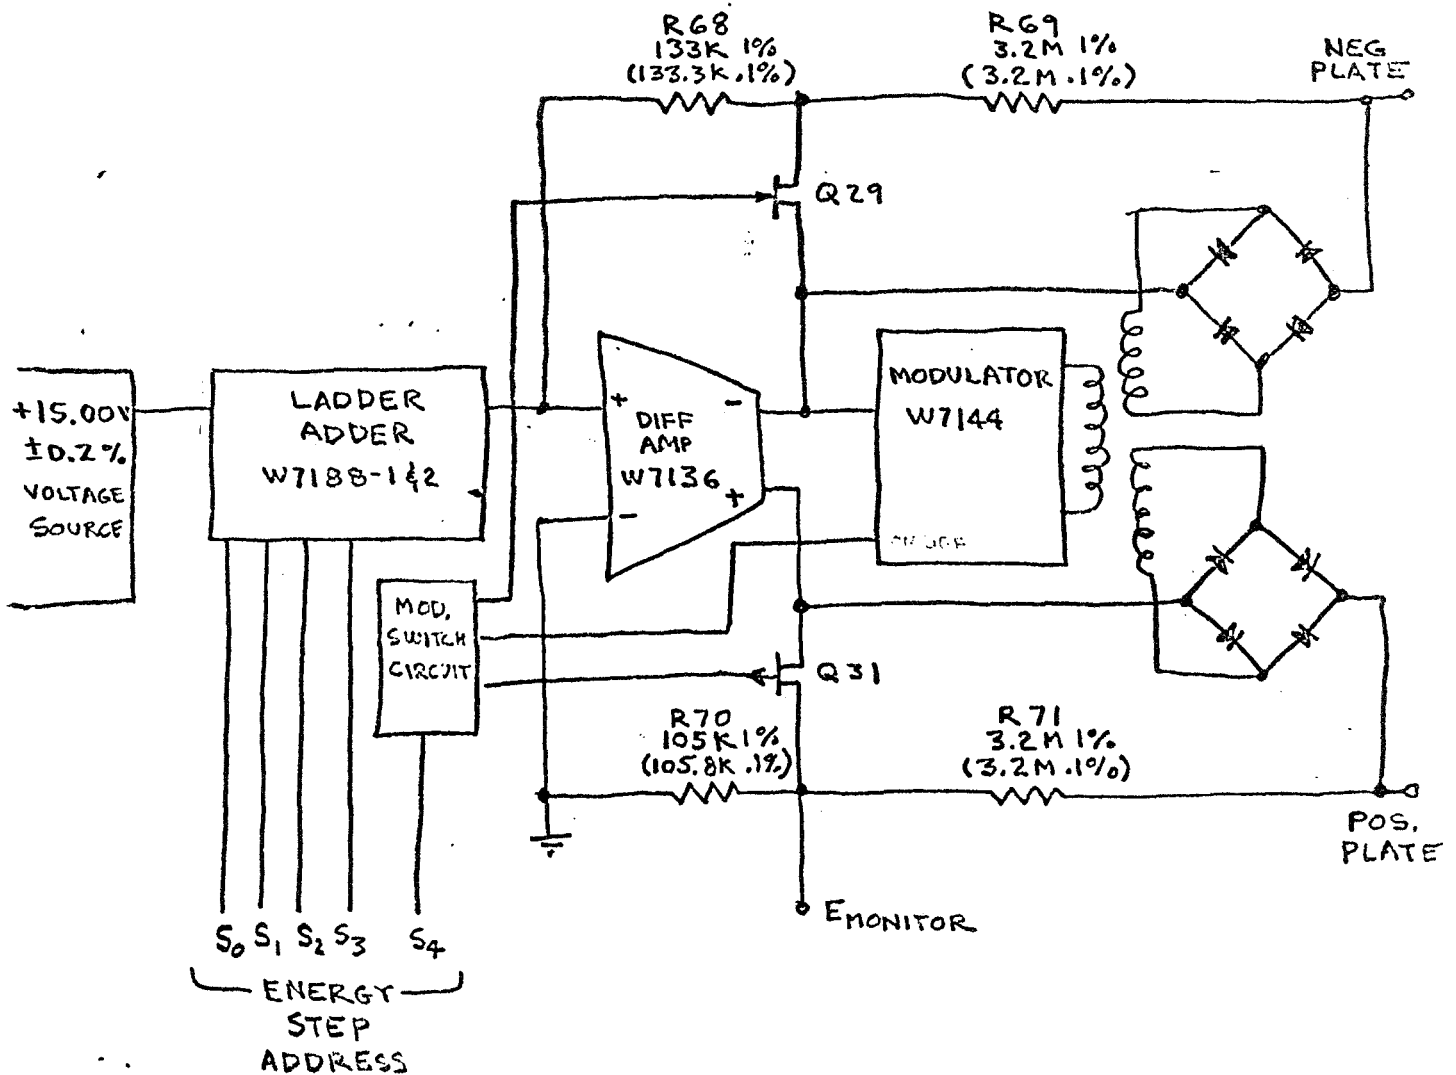 R68
133K 1%
(133.3K .1%)
R69
3.2M 1%
(3.2M .1%)
NEG
PLATE
Q29
+15.00V
±0.2%
VOLTAGE
SOURCE
LADDER
ADDER
W7188-1&2
+ −
DIFF
AMP
W7136
− +
MODULATOR
W7144
MOD.
SWITCH
CIRCUIT
Q31
R70
105K 1%
(105.8K .1%)
R71
3.2M 1%
(3.2M .1%)
POS.
PLATE
EMONITOR
S0 S1 S2 S3 S4
ENERGY
STEP
ADDRESS